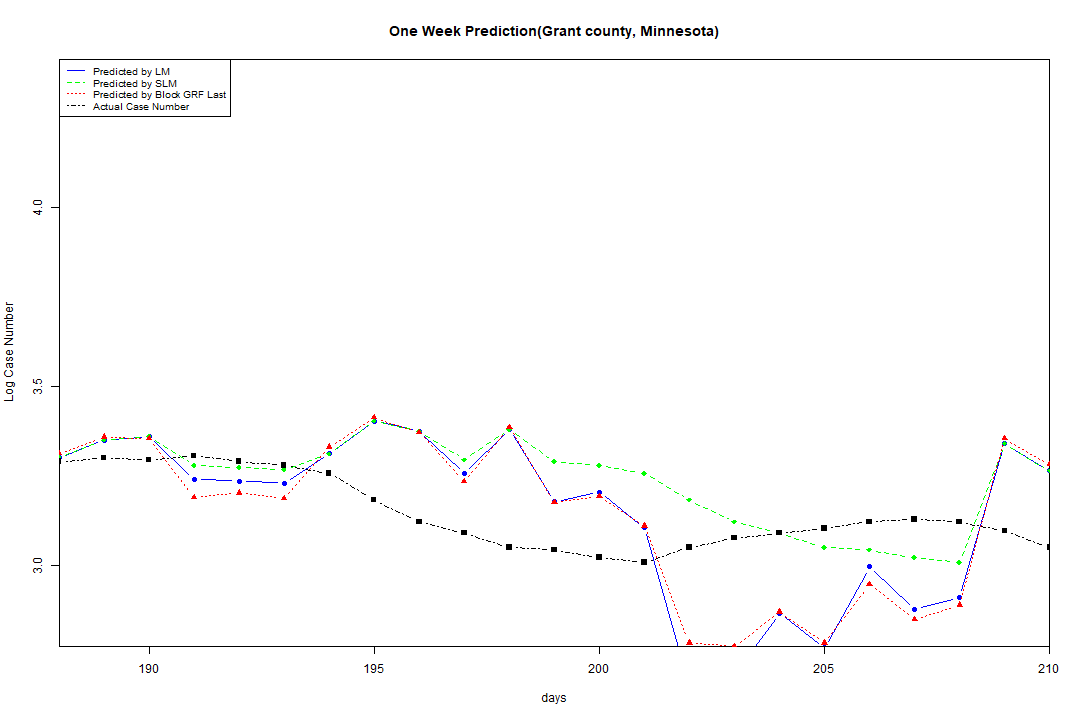 One Week Prediction(Grant county, Minnesota)
Predicted by LM
Predicted by SLM
Predicted by Block GRF Last
Actual Case Number
4.0
3.5
3.0
Log Case Number
190 195 200 205 210
days